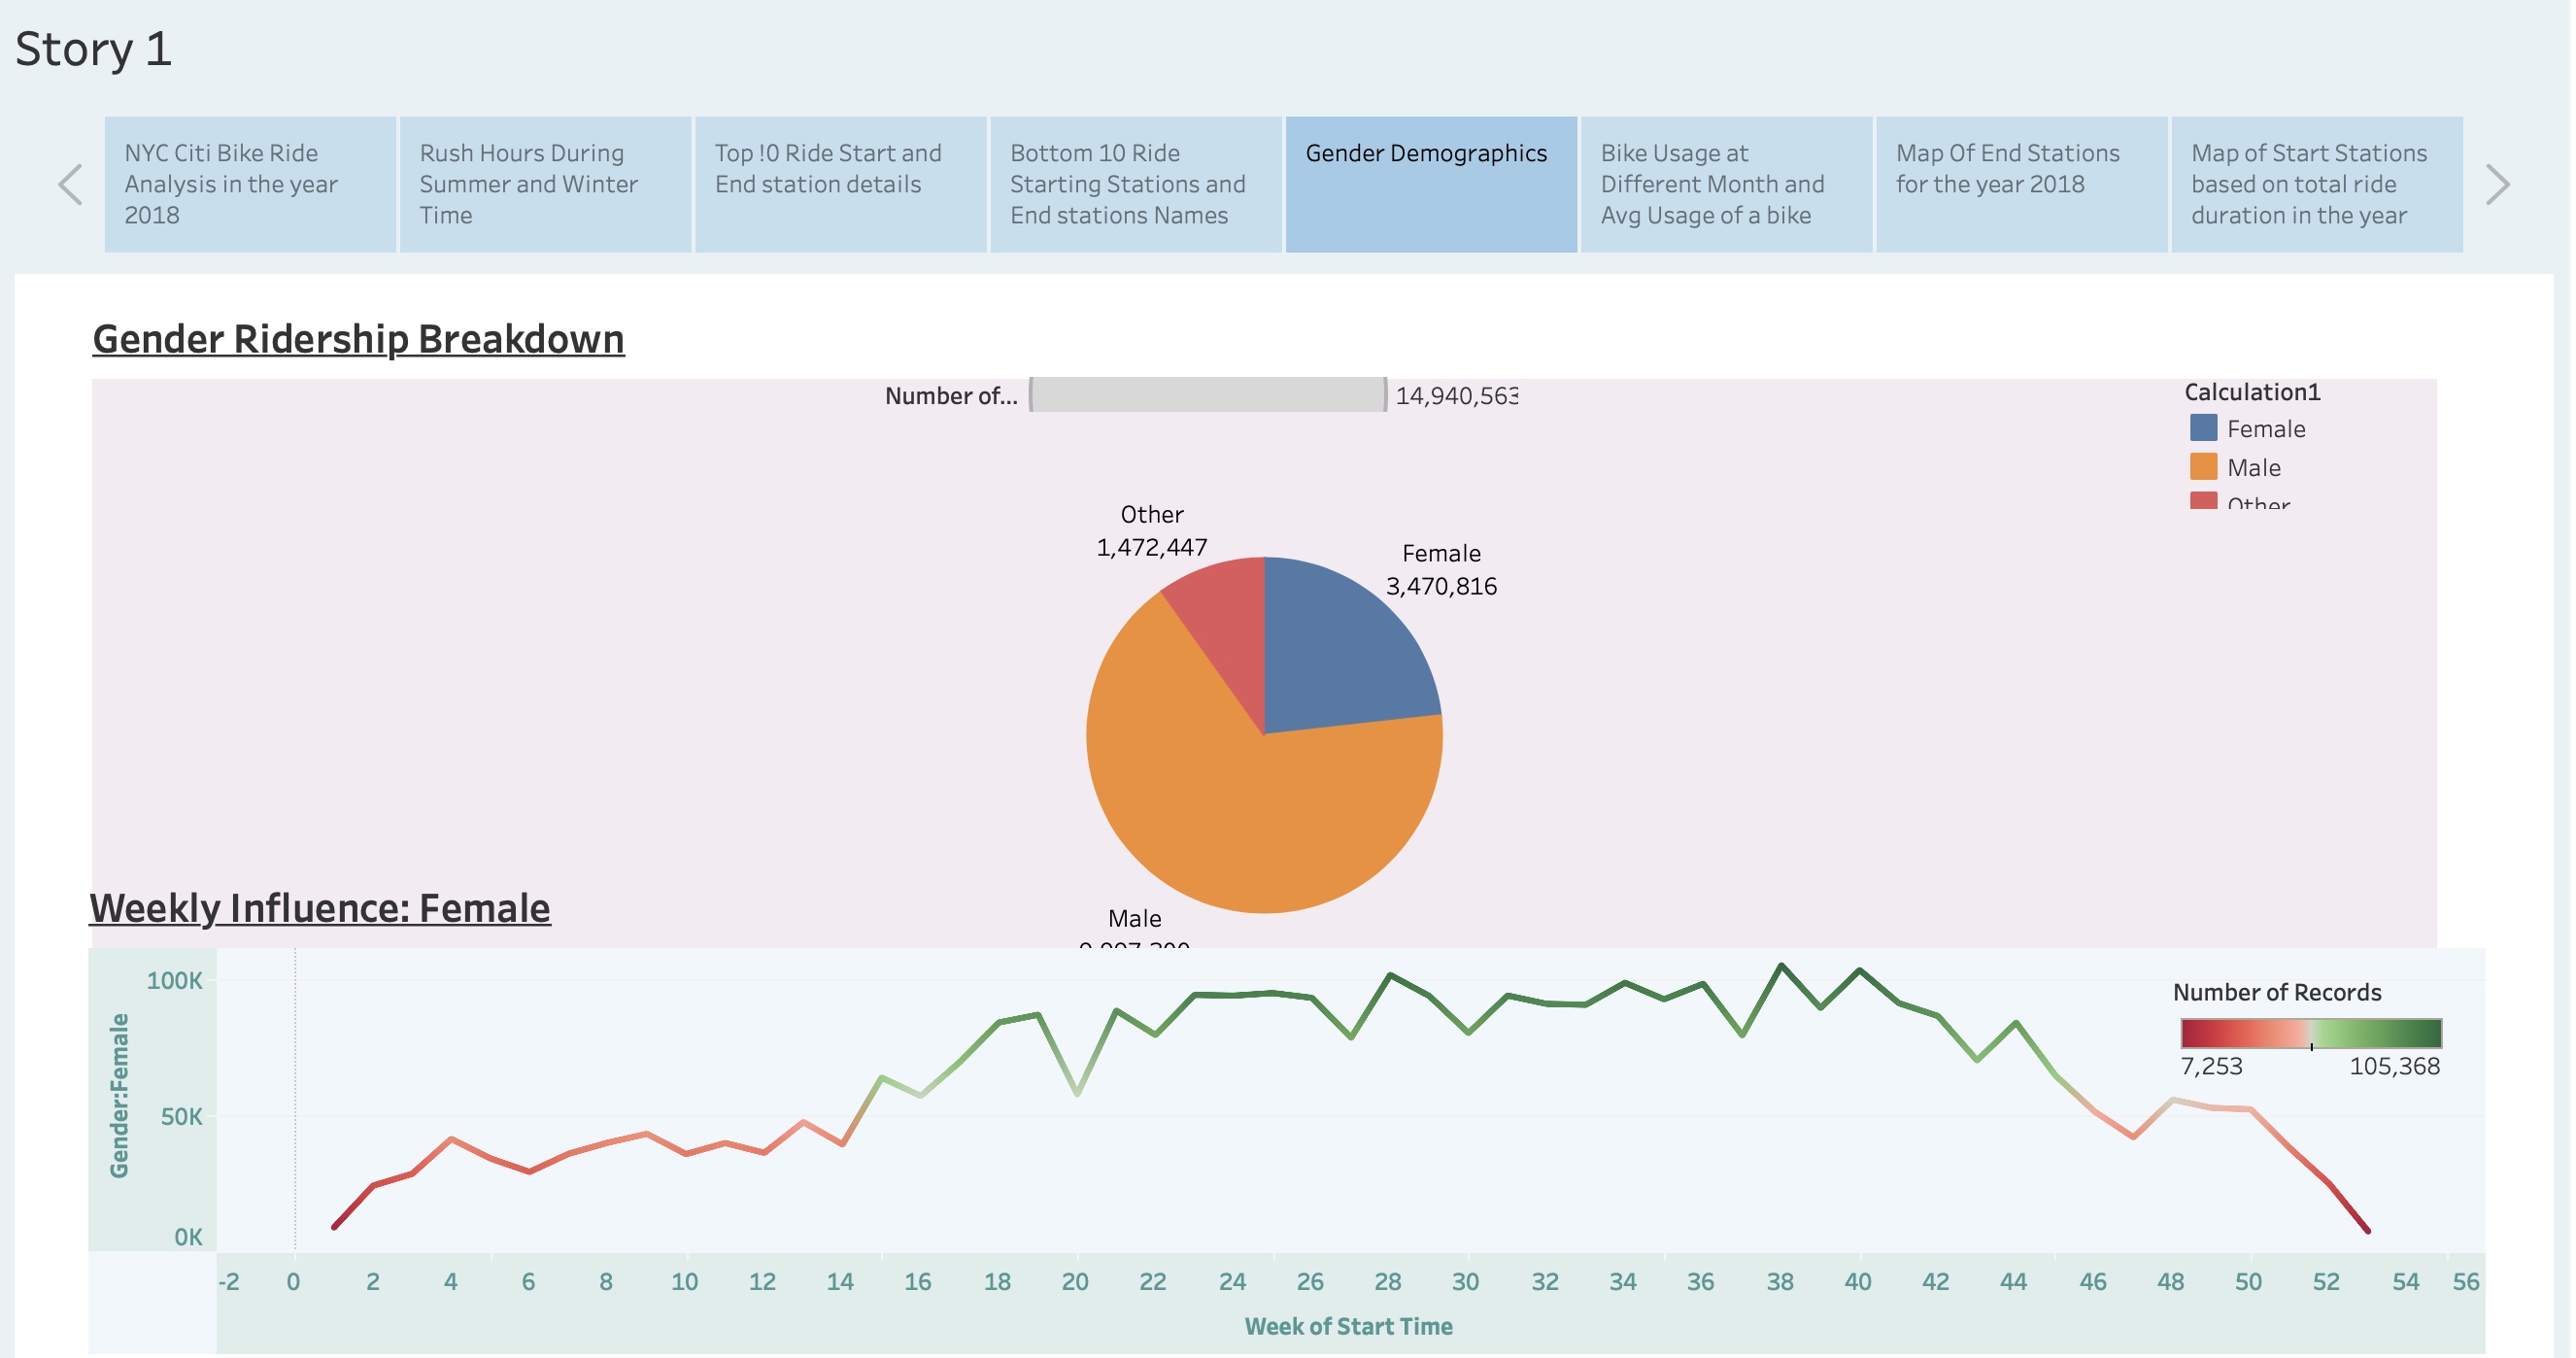 Story 1
NYC Citi Bike Ride
Analysis in the year
2018
Rush Hours During
Summer and Winter
Time
Top !0 Ride Start and
End station details
Bottom 10 Ride
Starting Stations and
End stations Names
Gender Demographics
Bike Usage at
Different Month and
Avg Usage of a bike
Map Of End Stations
for the year 2018
Map of Start Stations
based on total ride
duration in the year
Gender Ridership Breakdown
Number of... 14,940,563
Calculation1
Female
Male
Other
Other
1,472,447
Female
3,470,816
Male
Weekly Influence: Female
Gender:Female
100K
50K
0K
Number of Records
7,253 105,368
-2 0 2 4 6 8 10 12 14 16 18 20 22 24 26 28 30 32 34 36 38 40 42 44 46 48 50 52 54 56
Week of Start Time